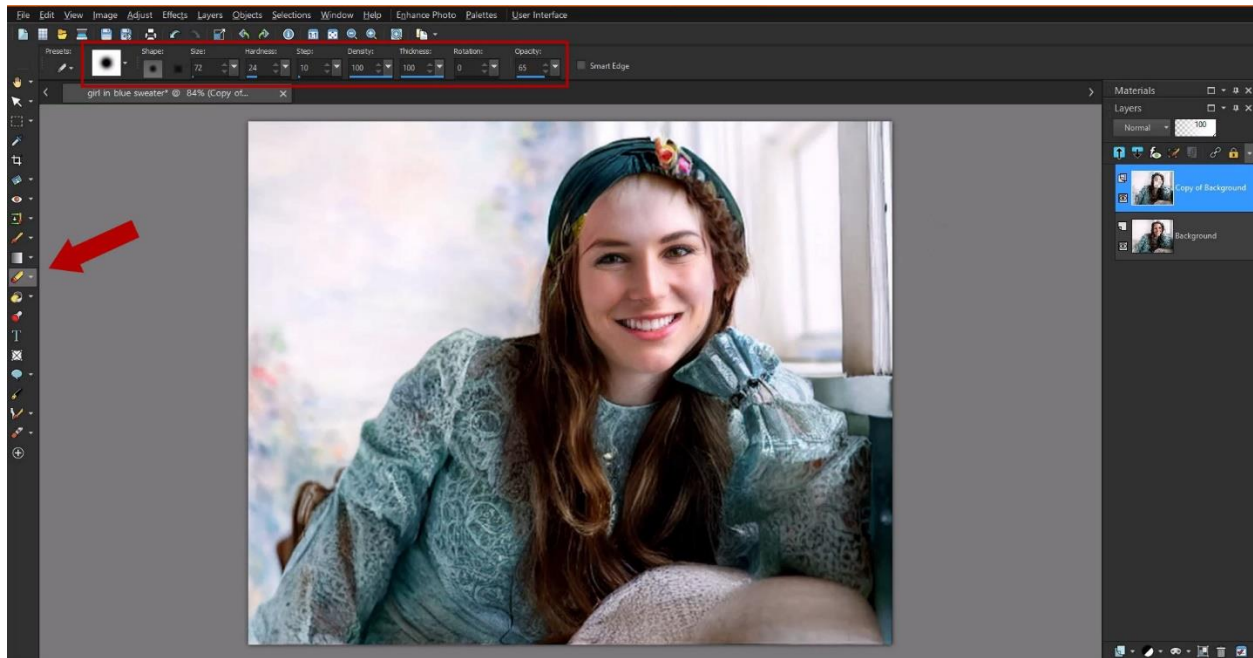 File Edit View Image Adjust Effects Layers Objects Selections Window Help Enhance Photo Palettes User Interface
Presets: Shape: Size: Hardness: Step: Density: Thickness: Rotation: Opacity:
72 24 10 100 100 0 65 Smart Edge
girl in blue sweater* @ 84% (Copy of... X
Materials
Layers
Normal 100
Copy of Background
Background